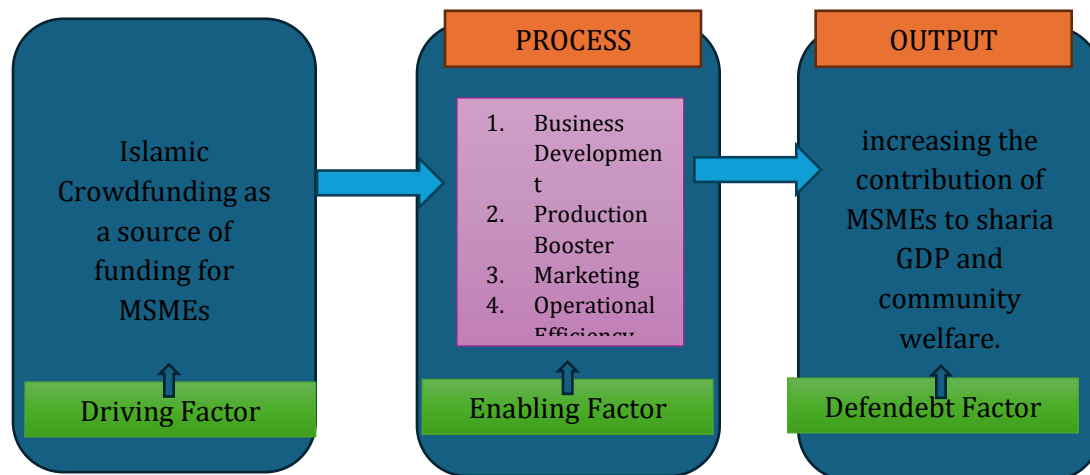 Islamic
Crowdfunding as
a source of
funding for
MSMEs
Driving Factor
PROCESS
1. Business
Developmen
t
2. Production
Booster
3. Marketing
4. Operational
Efficiency
Enabling Factor
OUTPUT
increasing the
contribution of
MSMEs to sharia
GDP and
community
welfare.
Defendebt Factor